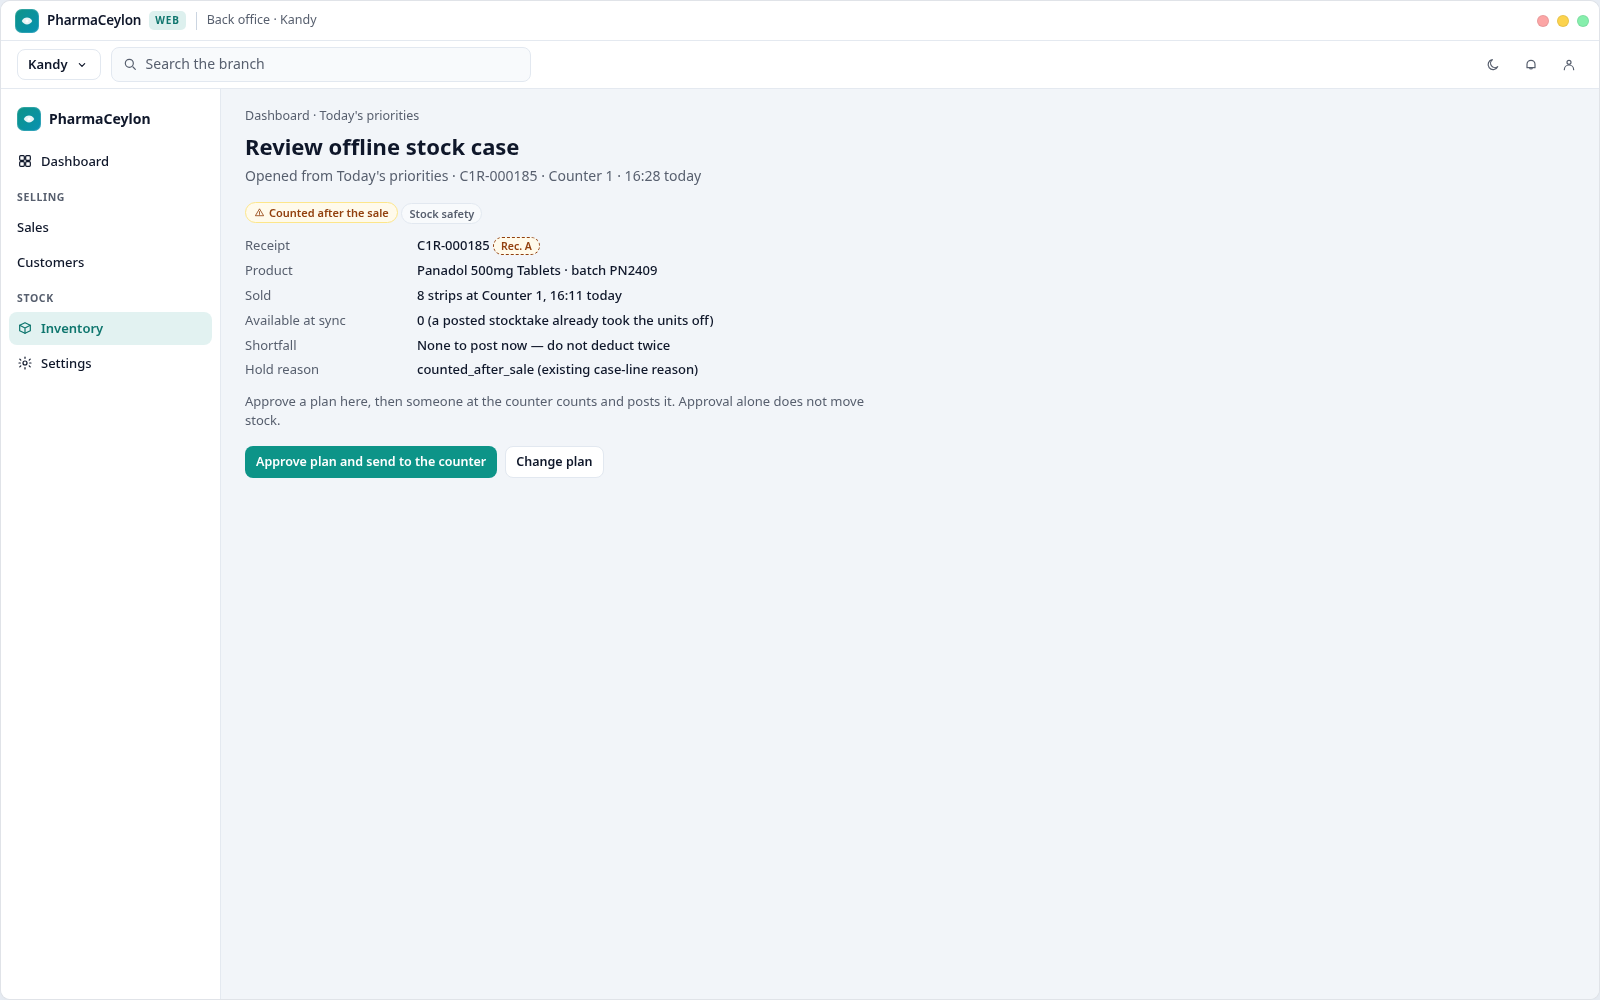 PharmaCeylon WEB Back office · Kandy
Kandy Search the branch
PharmaCeylon
Dashboard
SELLING
Sales
Customers
STOCK
Inventory
Settings
Dashboard · Today's priorities
Review offline stock case
Opened from Today's priorities · C1R-000185 · Counter 1 · 16:28 today
Counted after the sale Stock safety
Receipt C1R-000185 Rec. A
Product Panadol 500mg Tablets · batch PN2409
Sold 8 strips at Counter 1, 16:11 today
Available at sync 0 (a posted stocktake already took the units off)
Shortfall None to post now — do not deduct twice
Hold reason counted_after_sale (existing case-line reason)
Approve a plan here, then someone at the counter counts and posts it. Approval alone does not move
stock.
Approve plan and send to the counter Change plan